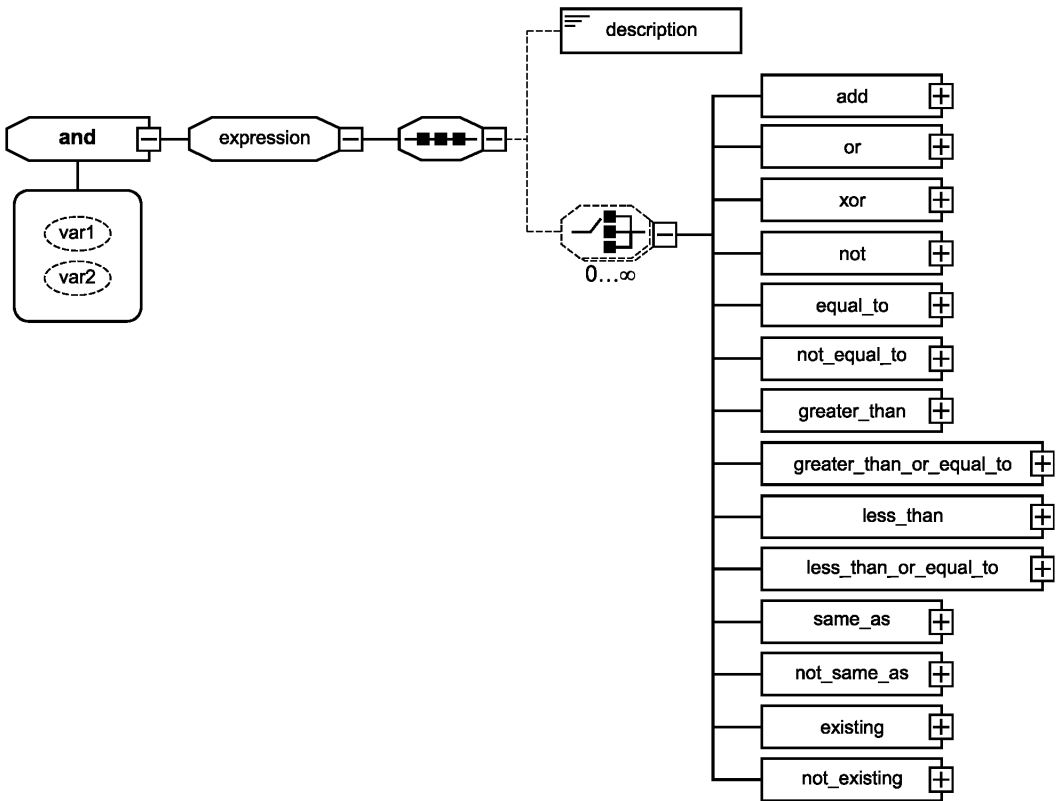 description
and
expression
var1
var2
0...∞
add
or
xor
not
equal_to
not_equal_to
greater_than
greater_than_or_equal_to
less_than
less_than_or_equal_to
same_as
not_same_as
existing
not_existing